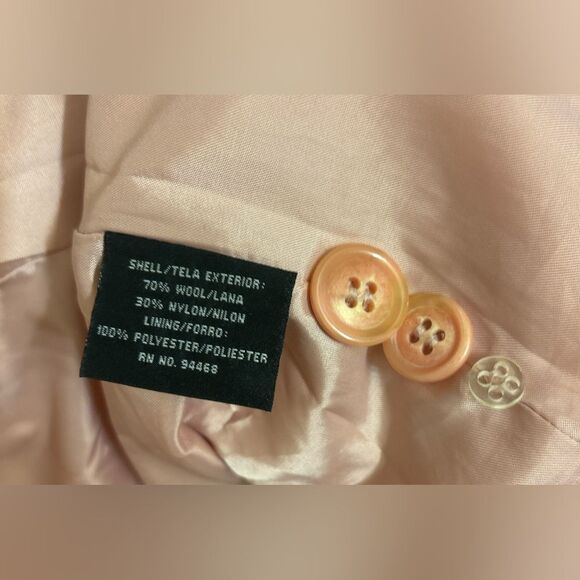 SHELL/TELA EXTERIOR:
70% WOOL/LANA
30% NYLON/NILON
LINING/FORRO:
100% POLYESTER/POLIESTER
RN NO. 94468